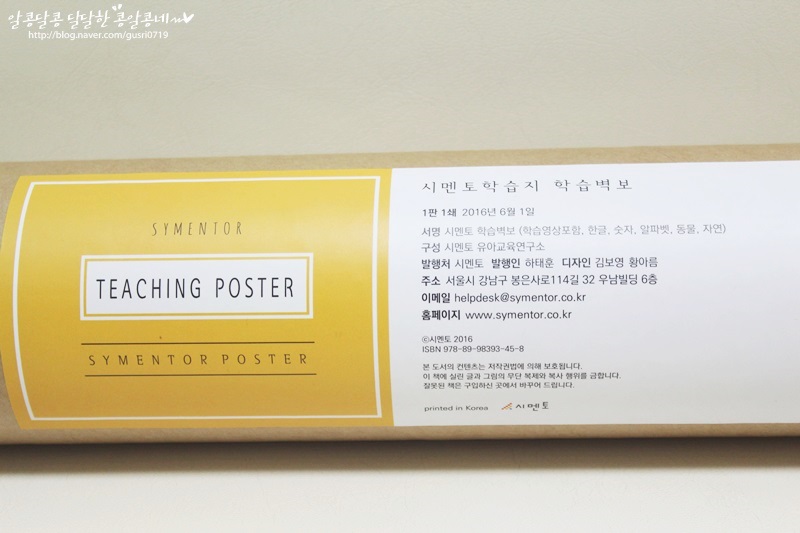 알콩달콩 달달한 콩알콩네~♥
http://blog.naver.com/gusri0719
SYMENTOR
TEACHING POSTER
SYMENTOR POSTER
시멘토학습지 학습벽보
1판 1쇄 2016년 6월 1일
서명 시멘토 학습벽보 (학습영상포함, 한글, 숫자, 알파벳, 동물, 자연)
구성 시멘토 유아교육연구소
발행처 시멘토 발행인 하태훈 디자인 김보영 황아름
주소 서울시 강남구 봉은사로114길 32 우남빌딩 6층
이메일 helpdesk@symentor.co.kr
홈페이지 www.symentor.co.kr
ⓒ시멘토 2016
ISBN 978-89-98393-45-8
본 도서의 컨텐츠는 저작권법에 의해 보호됩니다.
이 책에 실린 글과 그림의 무단 복제와 복사 행위를 금합니다.
잘못된 책은 구입하신 곳에서 바꾸어 드립니다.
printed in Korea 시멘토